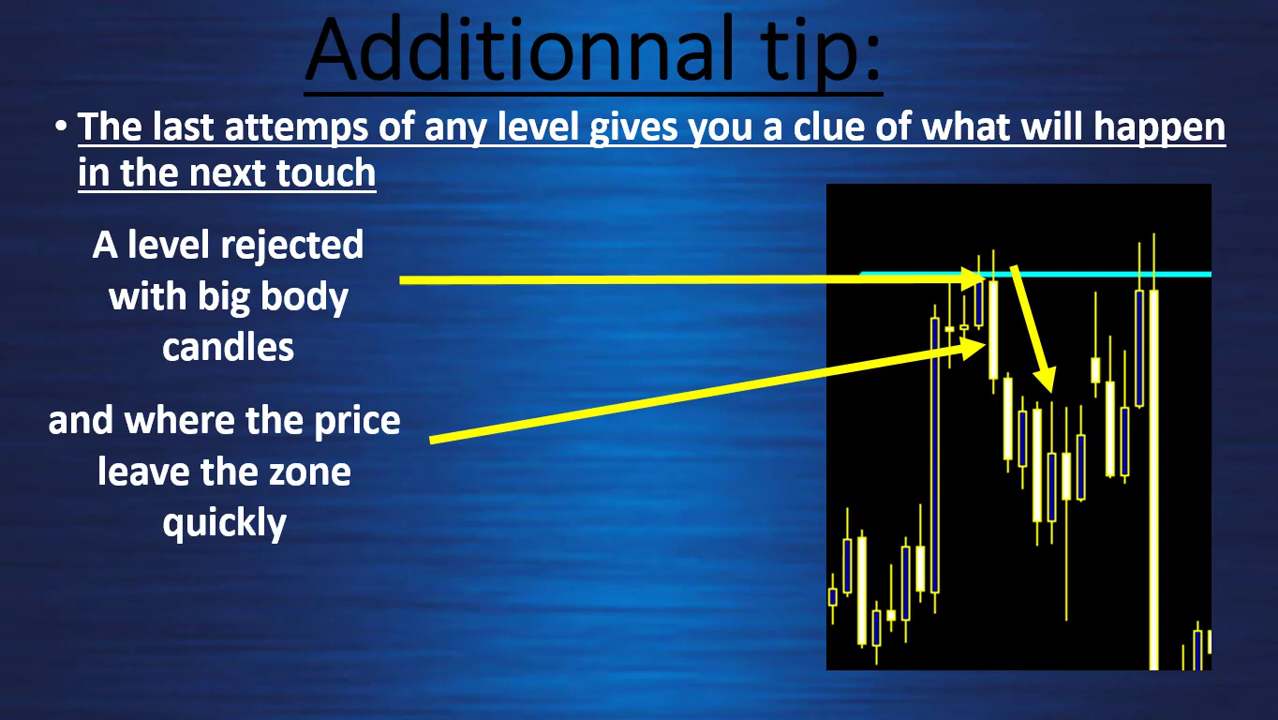 Additionnal tip:
• The last attemps of any level gives you a clue of what will happen
in the next touch
A level rejected
with big body
candles
and where the price
leave the zone
quickly